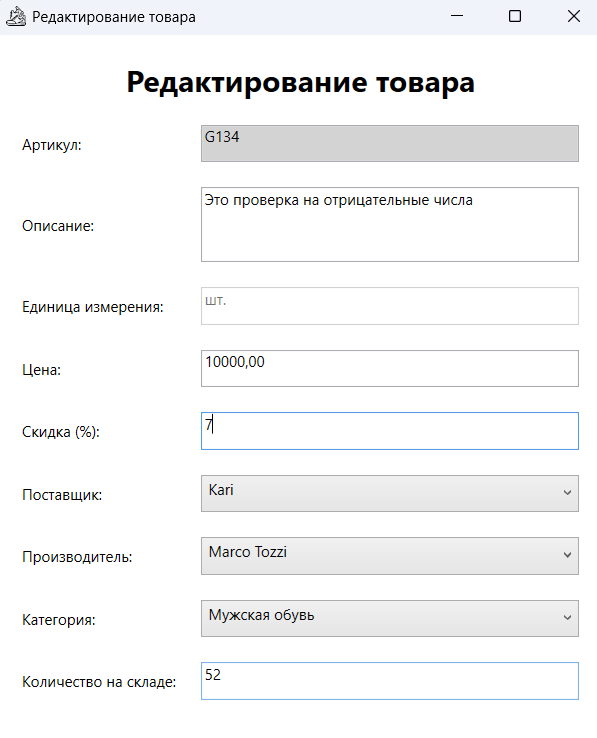 Редактирование товара
Редактирование товара
Артикул: G134
Описание: Это проверка на отрицательные числа
Единица измерения: шт.
Цена: 10000,00
Скидка (%): 7
Поставщик: Kari
Производитель: Marco Tozzi
Категория: Мужская обувь
Количество на складе: 52